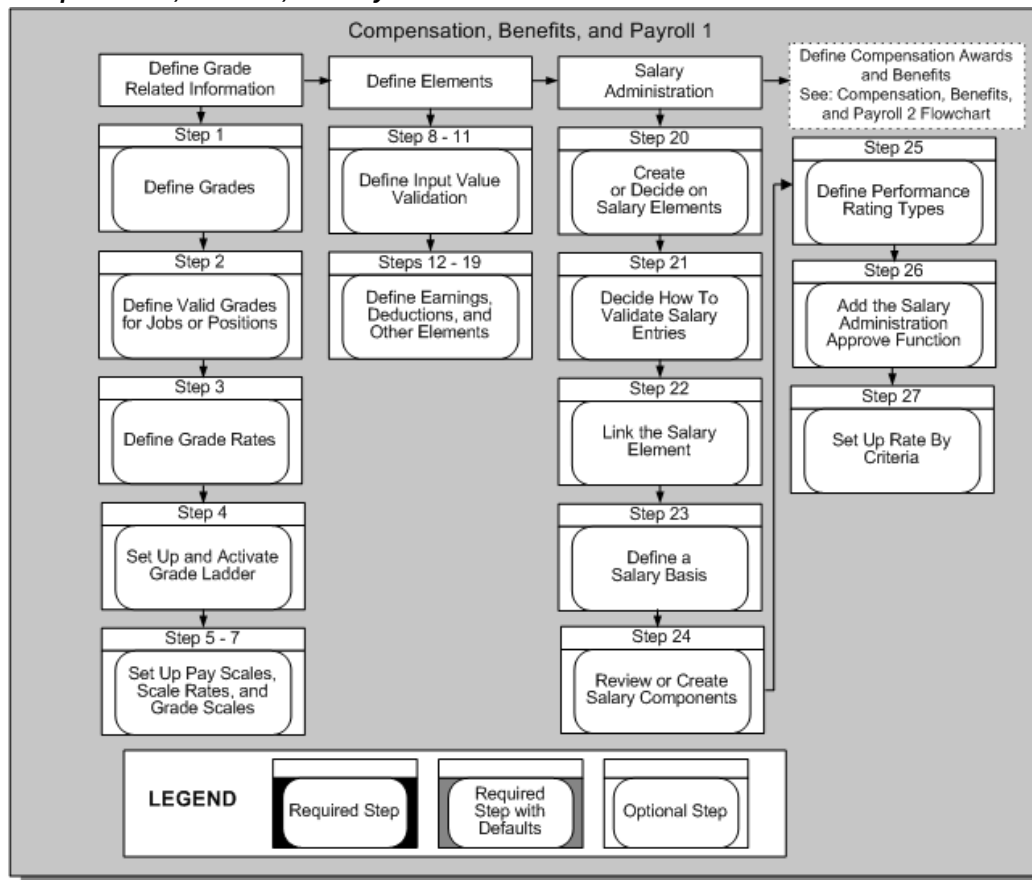 Compensation, Benefits, and Payroll 1
Define Grade
Related Information
Step 1
Define Grades
Step 2
Define Valid Grades
for Jobs or Positions
Step 3
Define Grade Rates
Step 4
Set Up and Activate
Grade Ladder
Step 5 - 7
Set Up Pay Scales,
Scale Rates, and
Grade Scales
Define Elements
Step 8 - 11
Define Input Value
Validation
Steps 12 - 19
Define Earnings,
Deductions, and
Other Elements
Salary
Administration
Step 20
Create
or Decide on
Salary Elements
Step 21
Decide How To
Validate Salary
Entries
Step 22
Link the Salary
Element
Step 23
Define a
Salary Basis
Step 24
Review or Create
Salary Components
Define Compensation Awards
and Benefits
See: Compensation, Benefits,
and Payroll 2 Flowchart
Step 25
Define Performance
Rating Types
Step 26
Add the Salary
Administration
Approve Function
Step 27
Set Up Rate By
Criteria
LEGEND
Required Step
Required
Step with
Defaults
Optional Step